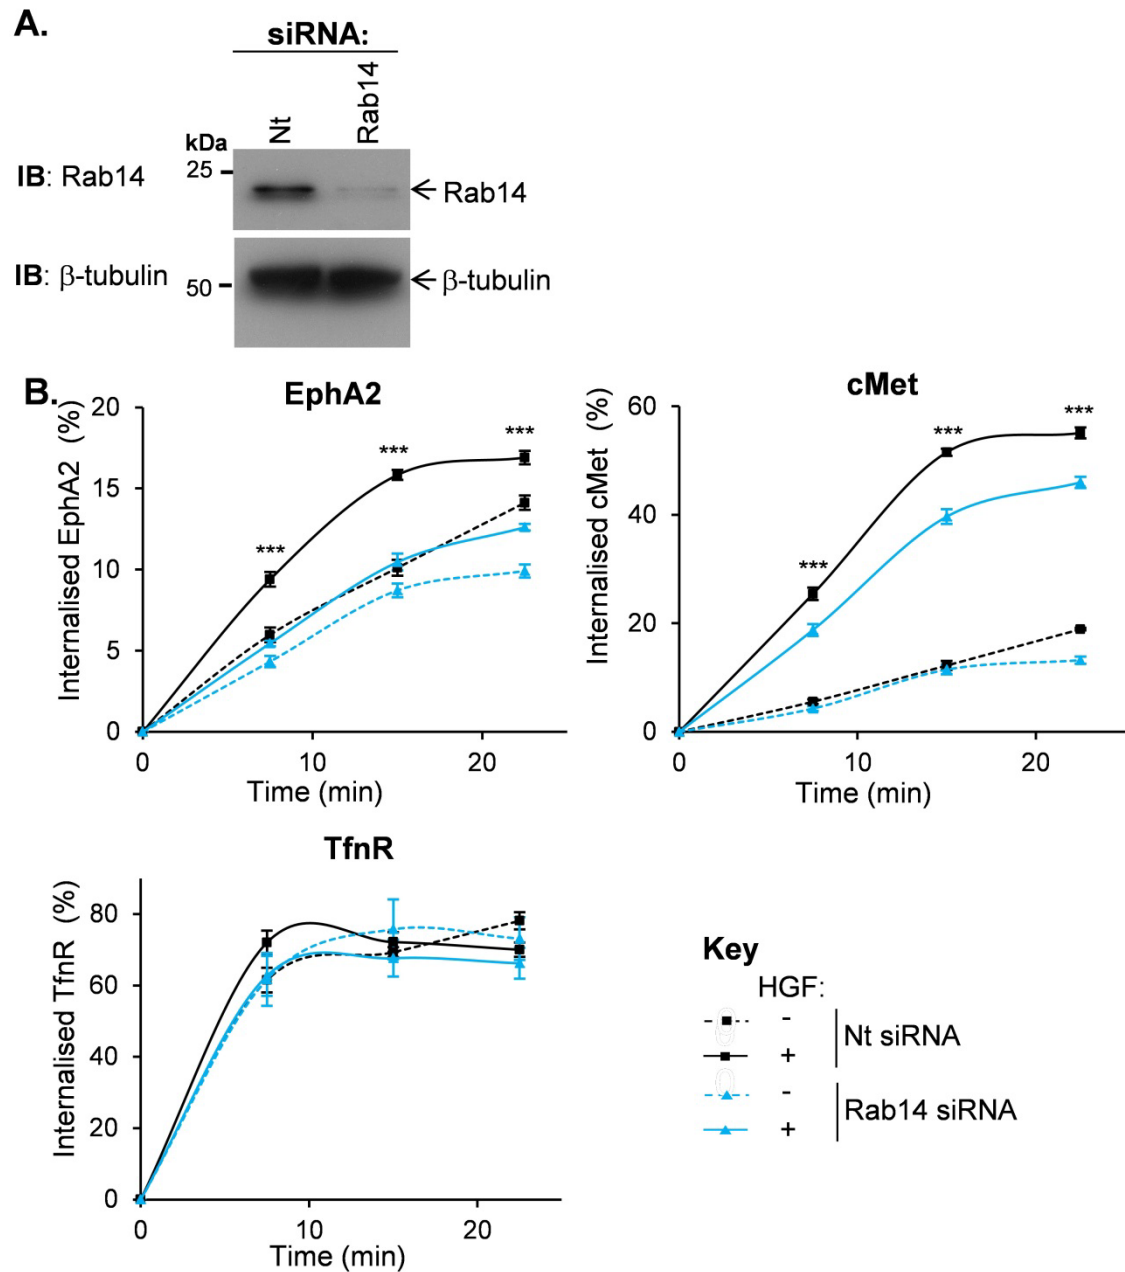 A.
siRNA:
Nt
Rab14
kDa
IB: Rab14
25
Rab14
IB: β-tubulin
50
β-tubulin
B.
EphA2
Internalised EphA2 (%)
20
15
10
5
0
***
***
***
0
10
20
Time (min)
cMet
Internalised cMet (%)
60
40
20
0
***
***
***
0
10
20
Time (min)
TfnR
Internalised TfnR (%)
80
60
40
20
0
0
10
20
Time (min)
Key
HGF:
-
+
Nt siRNA
-
+
Rab14 siRNA